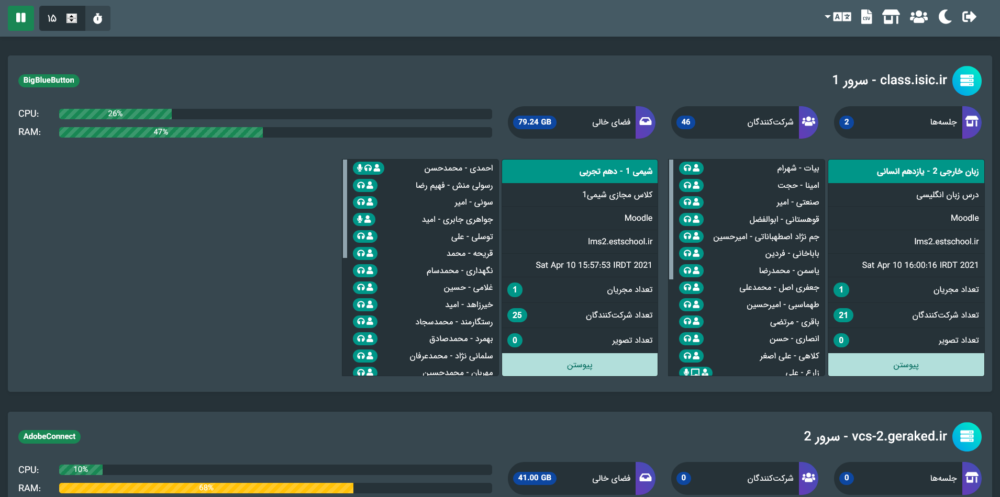 ۱۵
CSV
class.isic.ir - سرور 1
BigBlueButton
جلسه‌ها
2
شرکت‌کنندگان
46
فضای خالی
79.24 GB
CPU:
26%
RAM:
47%
زبان خارجی 2 - یازدهم انسانی
درس زبان انگلیسی
Moodle
lms2.estschool.ir
Sat Apr 10 16:00:16 IRDT 2021
تعداد مجریان
1
تعداد شرکت‌کنندگان
21
تعداد تصویر
0
پیوستن
بیات - شهرام
امینا - حجت
صنعتی - امیر
قوهستانی - ابوالفضل
جم نژاد اصطهباناتی - امیرحسین
باباخانی - فردین
یاسمن - محمدرضا
جعفری اصل - محمدعلی
طهماسبی - امیرحسین
باقری - مرتضی
انصاری - حسن
کلاهی - علی اصغر
زارع - علی
شیمی 1 - دهم تجربی
کلاس مجازی شیمی1
Moodle
lms2.estschool.ir
Sat Apr 10 15:57:53 IRDT 2021
تعداد مجریان
1
تعداد شرکت‌کنندگان
25
تعداد تصویر
0
پیوستن
احمدی - محمدحسن
رسولی منش - فهیم رضا
سونی - امیر
جواهری جابری - امید
توسلی - علی
قریحه - محمد
نگهداری - محمدسام
غلامی - حسین
خیرزاهد - امید
رستگارمند - محمدسجاد
بهمرد - محمدصادق
سلمانی نژاد - محمدعرفان
مهربان - محمدحسین
vcs-2.geraked.ir - سرور 2
AdobeConnect
جلسه‌ها
0
شرکت‌کنندگان
0
فضای خالی
41.00 GB
CPU:
10%
RAM:
68%